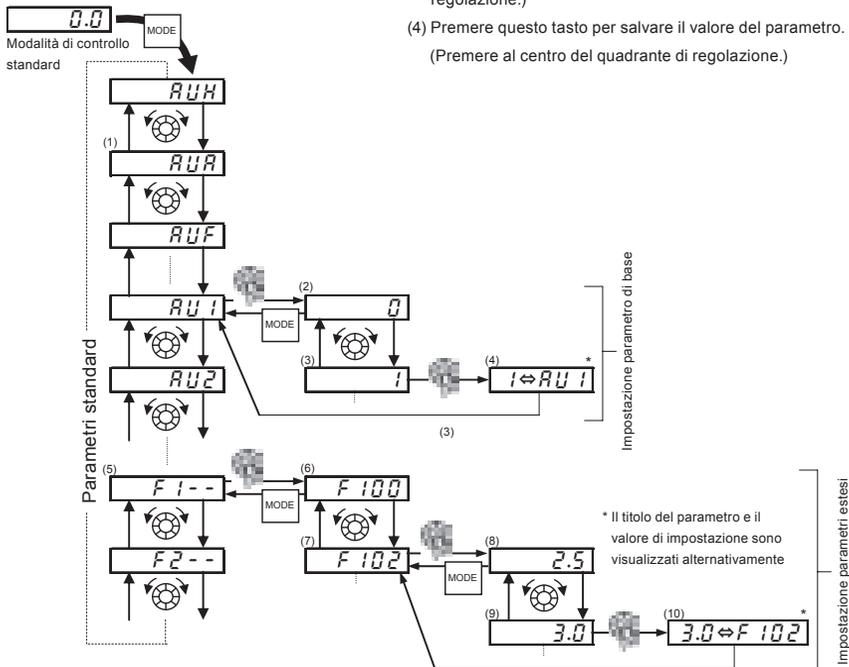 regolazione.)
(4) Premere questo tasto per salvare il valore del parametro.
(Premere al centro del quadrante di regolazione.)
0.0
MODE
Modalità di controllo
standard
AUH
(1)
AUA
AUF
AU1
(2)
0
MODE
(3)
1
(4)
*
1⇔AU1
AU2
(3)
Impostazione parametro di base
Parametri standard
(5)
F1--
(6)
F100
MODE
(7)
F102
F2--
* Il titolo del parametro e il
valore di impostazione sono
visualizzati alternativamente
(8)
2.5
MODE
(9)
3.0
(10)
*
3.0⇔F102
Impostazione parametri estesi